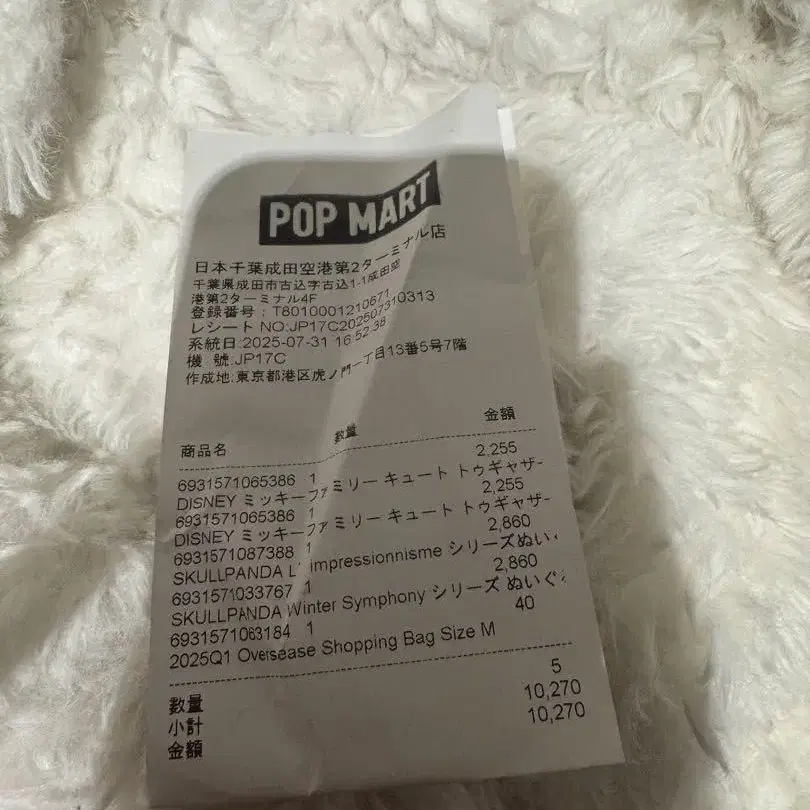 POP MART
日本千葉成田空港第2ターミナル店
千葉県成田市古込字古込1-1成田空
港第2ターミナル4F
登録番号:T8010001210671
レシート NO:JP17C202507310313
系統日:2025-07-31 16:52:38
機 號:JP17C
作成地:東京都港区虎ノ門一丁目13番5号7階
商品名 数量 金額
6931571065386 1 2,255
DISNEY ミッキーファミリー キュート トゥギャザー
6931571065386 1 2,255
DISNEY ミッキーファミリー キュート トゥギャザー
6931571087388 1 2,860
SKULLPANDA L'impressionnisme シリーズぬい
6931571033767 1 2,860
SKULLPANDA Winter Symphony シリーズ ぬいぐ
6931571063184 1 40
2025Q1 Oversease Shopping Bag Size M
数量 5
小計 10,270
金額 10,270